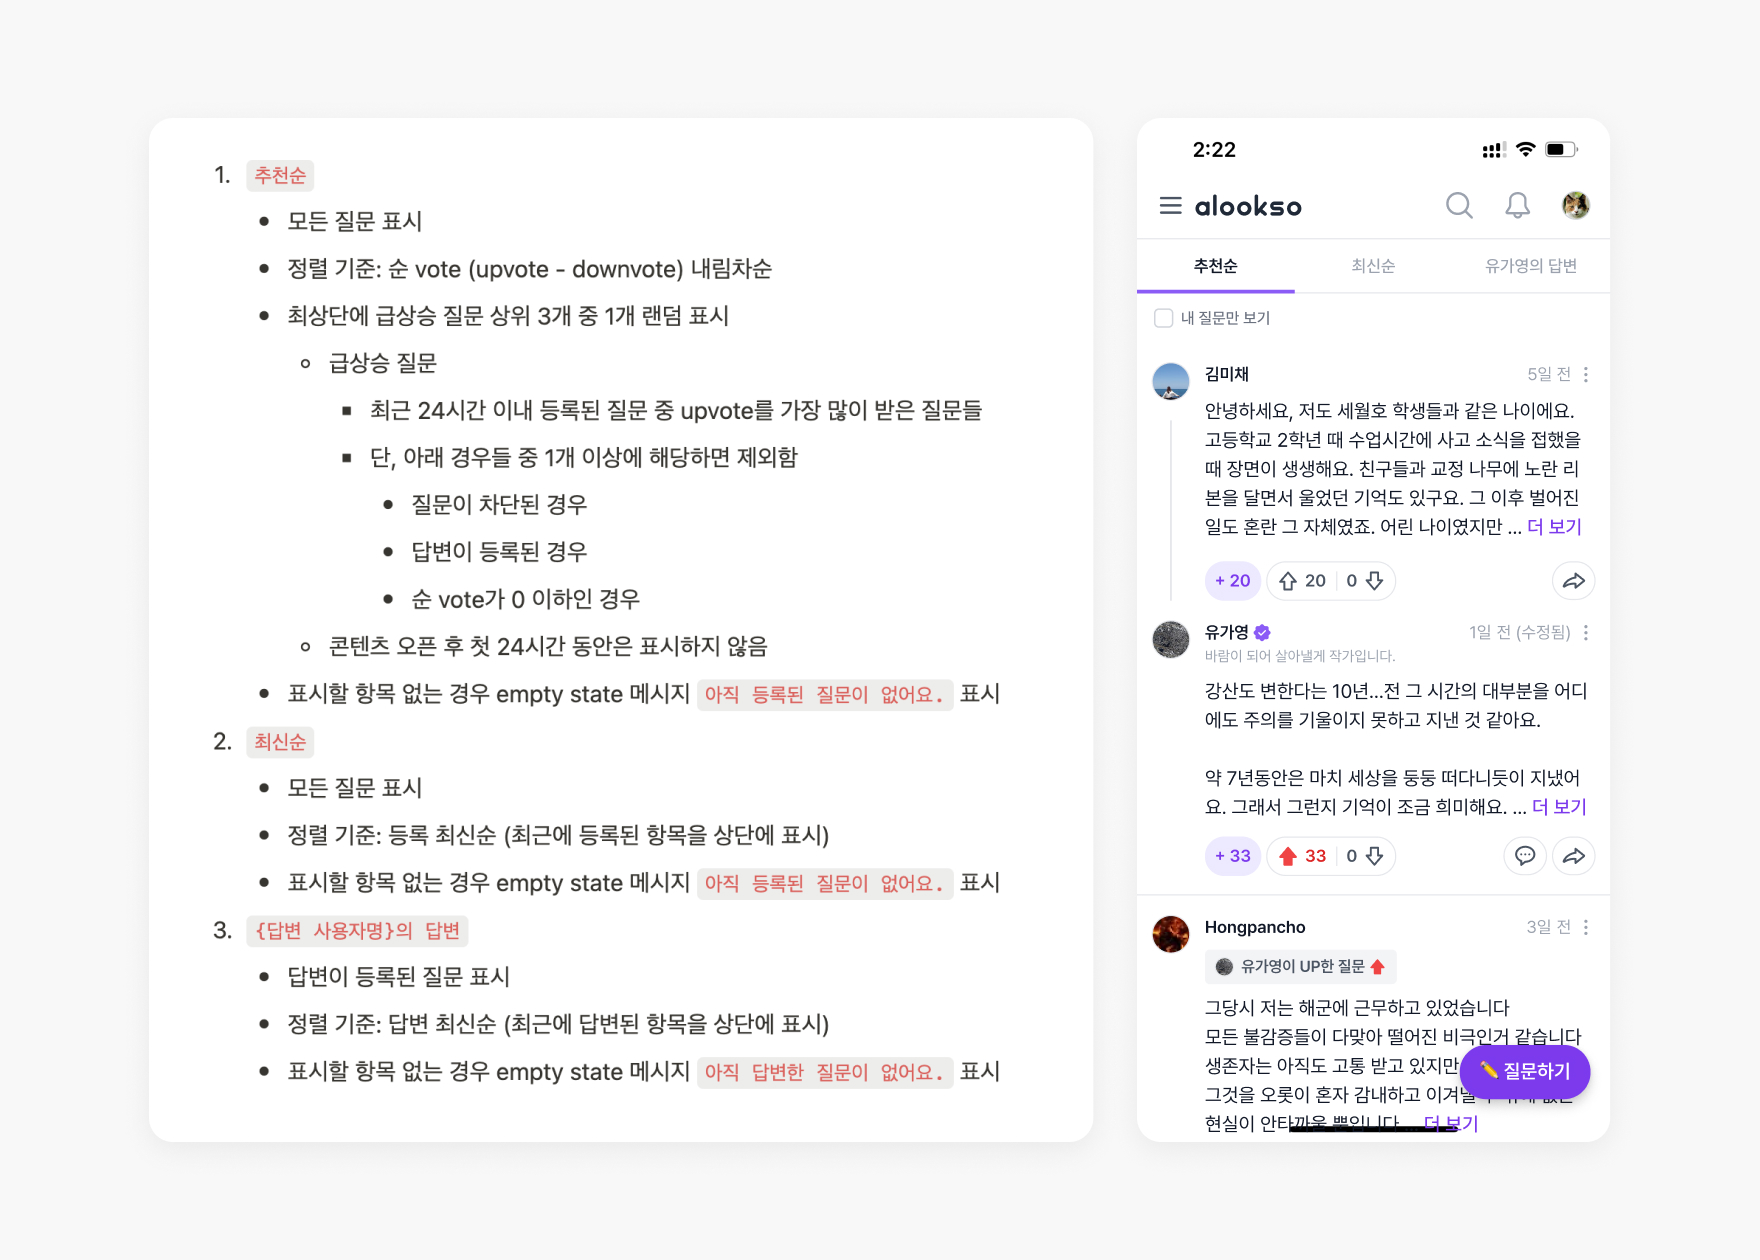 1. 추천순
• 모든 질문 표시
• 정렬 기준: 순 vote (upvote - downvote) 내림차순
• 최상단에 급상승 질문 상위 3개 중 1개 랜덤 표시
◦ 급상승 질문
▪ 최근 24시간 이내 등록된 질문 중 upvote를 가장 많이 받은 질문들
▪ 단, 아래 경우들 중 1개 이상에 해당하면 제외함
• 질문이 차단된 경우
• 답변이 등록된 경우
• 순 vote가 0 이하인 경우
◦ 콘텐츠 오픈 후 첫 24시간 동안은 표시하지 않음
• 표시할 항목 없는 경우 empty state 메시지 아직 등록된 질문이 없어요. 표시
2. 최신순
• 모든 질문 표시
• 정렬 기준: 등록 최신순 (최근에 등록된 항목을 상단에 표시)
• 표시할 항목 없는 경우 empty state 메시지 아직 등록된 질문이 없어요. 표시
3. {답변 사용자명}의 답변
• 답변이 등록된 질문 표시
• 정렬 기준: 답변 최신순 (최근에 답변된 항목을 상단에 표시)
• 표시할 항목 없는 경우 empty state 메시지 아직 답변한 질문이 없어요. 표시
2:22
alookso
추천순 최신순 유가영의 답변
내 질문만 보기
김미채 5일 전
안녕하세요, 저도 세월호 학생들과 같은 나이에요.
고등학교 2학년 때 수업시간에 사고 소식을 접했을
때 장면이 생생해요. 친구들과 교정 나무에 노란 리
본을 달면서 울었던 기억도 있구요. 그 이후 벌어진
일도 혼란 그 자체였죠. 어린 나이였지만 ... 더 보기
+ 20 20 0
유가영 1일 전 (수정됨)
바람이 되어 살아낼게 작가입니다.
강산도 변한다는 10년...전 그 시간의 대부분을 어디
에도 주의를 기울이지 못하고 지낸 것 같아요.
약 7년동안은 마치 세상을 둥둥 떠다니듯이 지냈어
요. 그래서 그런지 기억이 조금 희미해요. ... 더 보기
+ 33 33 0
Hongpancho 3일 전
유가영이 UP한 질문
그당시 저는 해군에 근무하고 있었습니다
모든 불감증들이 다맞아 떨어진 비극인거 같습니다
생존자는 아직도 고통 받고 있지만
질문하기
그것을 오롯이 혼자 감내하고
현실이 안타까울 뿐입니다 ... 더 보기